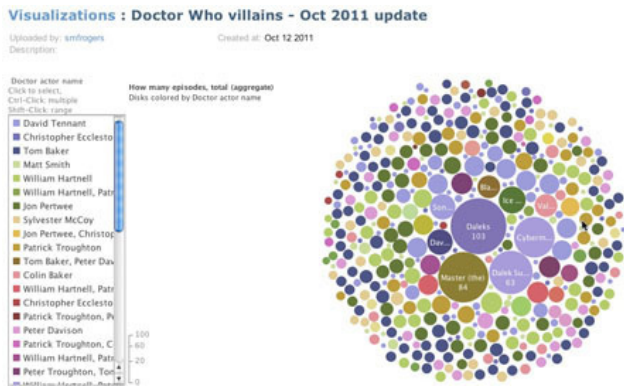 Visualizations : Doctor Who villains - Oct 2011 update
Uploaded by: smfrogers
Created at: Oct 12 2011
Description:
Doctor actor name
Click to select,
Ctrl-Click: multiple
Shift-Click: range
How many episodes, total (aggregate)
Disks colored by Doctor actor name
David Tennant
Christopher Ecclesto
Tom Baker
Matt Smith
William Hartnell
William Hartnell, Patr
Jon Pertwee
Sylvester McCoy
Jon Pertwee, Christop
Patrick Troughton
Tom Baker, Peter Dav
Colin Baker
William Hartnell, Pat
Christopher Ecclesto
Patrick Troughton, Pe
Peter Davison
Patrick Troughton, C
William Hartnell, Patr
Peter Troughton, Tom
100
60
20
0
Bla...
Ice ...
Val...
Son...
Daleks
103
Cyberm...
Dav...
Master (the)
84
Dalek Su...
63